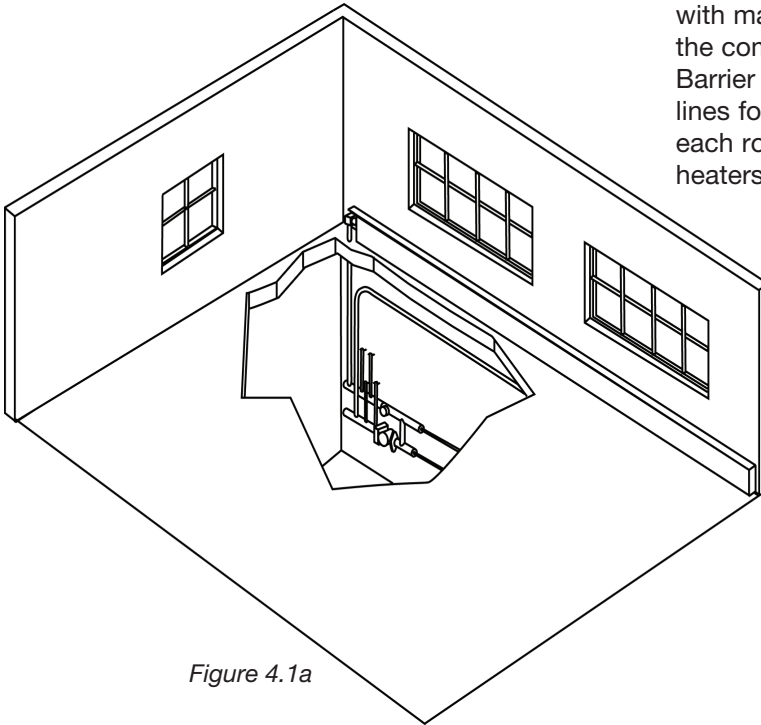 with ma
the con
Barrier
lines fo
each ro
heaters
Figure 4.1a